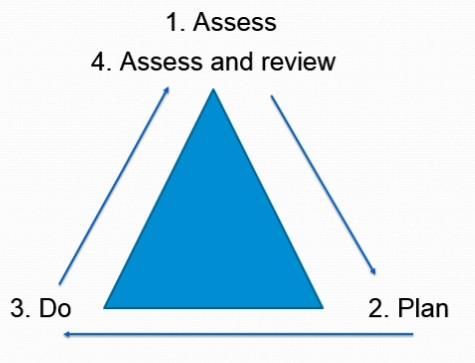 1. Assess
4. Assess and review
3. Do
2. Plan